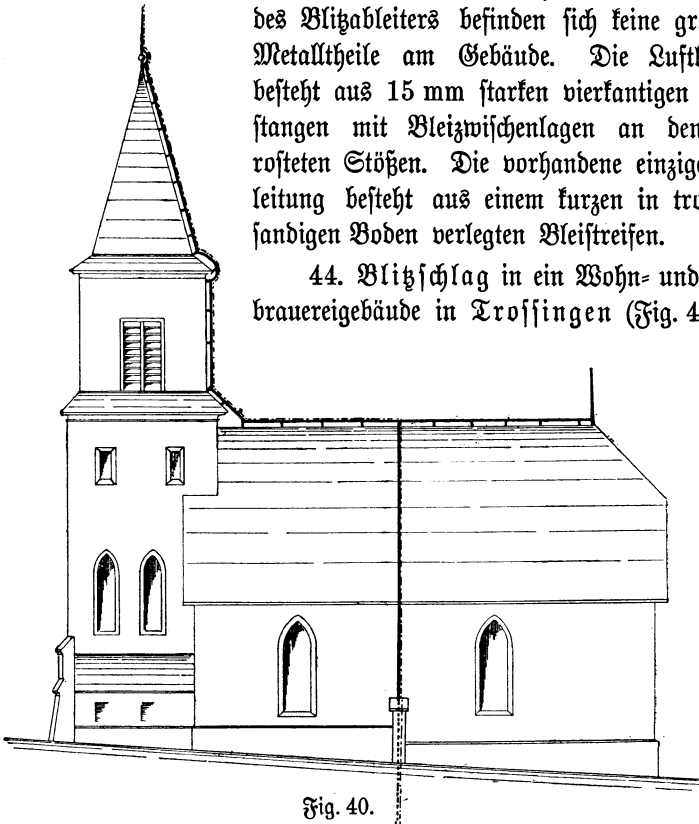 des Blitzableiters befinden sich keine gr
Metalltheile am Gebäude. Die Luftl
besteht aus 15 mm starken vierkantigen
stangen mit Bleizwischenlagen an den
rosteten Stößen. Die vorhandene einzige
leitung besteht aus einem kurzen in tro
sandigen Boden verlegten Bleistreifen.
44. Blitzschlag in ein Wohn- und
brauereigebäude in Trossingen (Fig. 4
Fig. 40.